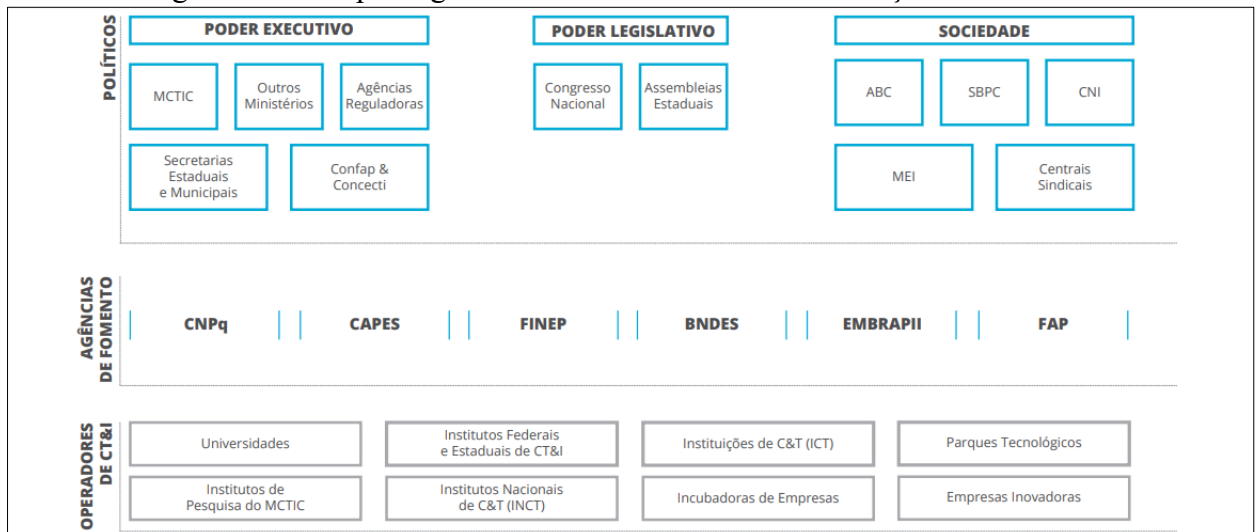 POLÍTICOS
PODER EXECUTIVO
PODER LEGISLATIVO
SOCIEDADE
MCTIC
Outros
Ministérios
Agências
Reguladoras
Congresso
Nacional
Assembleias
Estaduais
ABC
SBPC
CNI
Secretarias
Estaduais
e Municipais
Confap &
Concecti
MEI
Centrais
Sindicais
AGÊNCIAS
DE FOMENTO
CNPq
CAPES
FINEP
BNDES
EMBRAPII
FAP
OPERADORES
DE CT&I
Universidades
Institutos Federais
e Estaduais de CT&I
Instituições de C&T (ICT)
Parques Tecnológicos
Institutos de
Pesquisa do MCTIC
Institutos Nacionais
de C&T (INCT)
Incubadoras de Empresas
Empresas Inovadoras